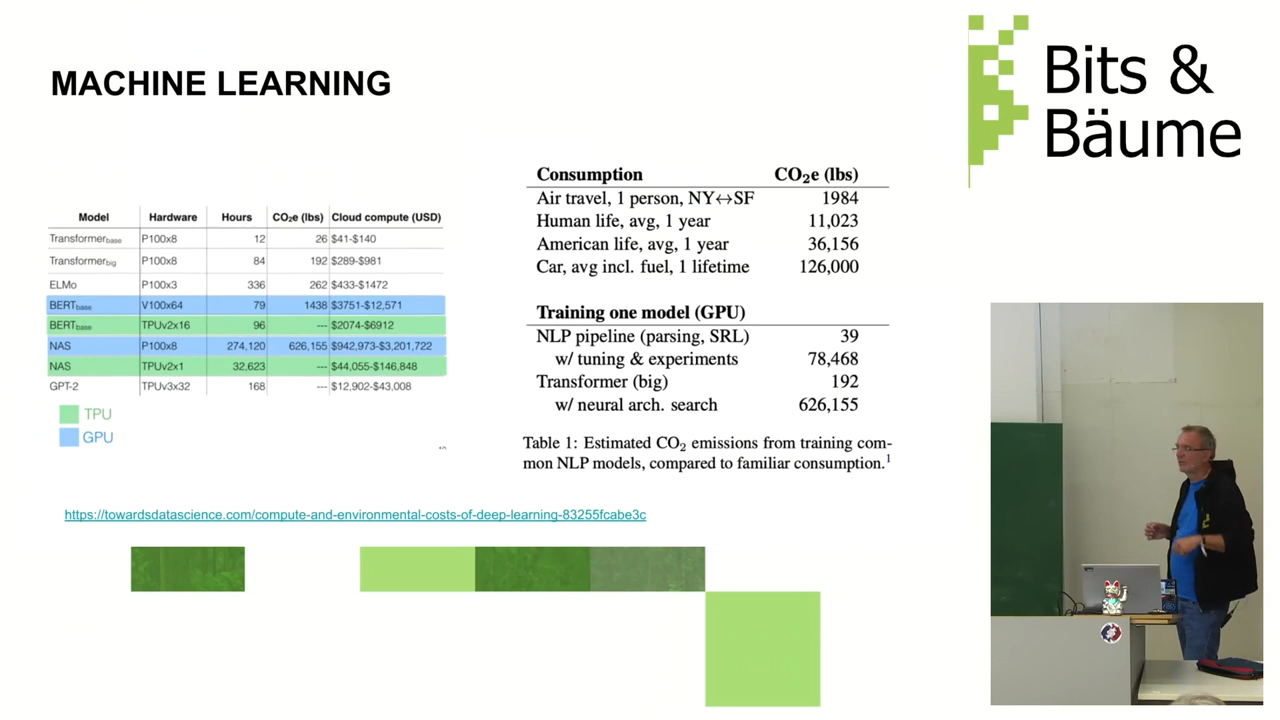 MACHINE LEARNING
Bits &
Bäume
Model Hardware Hours CO₂e (lbs) Cloud compute (USD)
Transformer_base P100x8 12 26 $41-$140
Transformer_big P100x8 84 192 $289-$981
ELMo P100x3 336 262 $433-$1472
BERT_base V100x64 79 1438 $3751-$12,571
BERT_base TPUv2x16 96 --- $2074-$6912
NAS P100x8 274,120 626,155 $942,973-$3,201,722
NAS TPUv2x1 32,623 --- $44,055-$146,848
GPT-2 TPUv3x32 168 --- $12,902-$43,008
TPU
GPU
Consumption CO₂e (lbs)
Air travel, 1 person, NY↔SF 1984
Human life, avg, 1 year 11,023
American life, avg, 1 year 36,156
Car, avg incl. fuel, 1 lifetime 126,000
Training one model (GPU)
NLP pipeline (parsing, SRL) 39
w/ tuning & experiments 78,468
Transformer (big) 192
w/ neural arch. search 626,155
Table 1: Estimated CO₂ emissions from training com-
mon NLP models, compared to familiar consumption.¹
https://towardsdatascience.com/compute-and-environmental-costs-of-deep-learning-83255fcabe3c